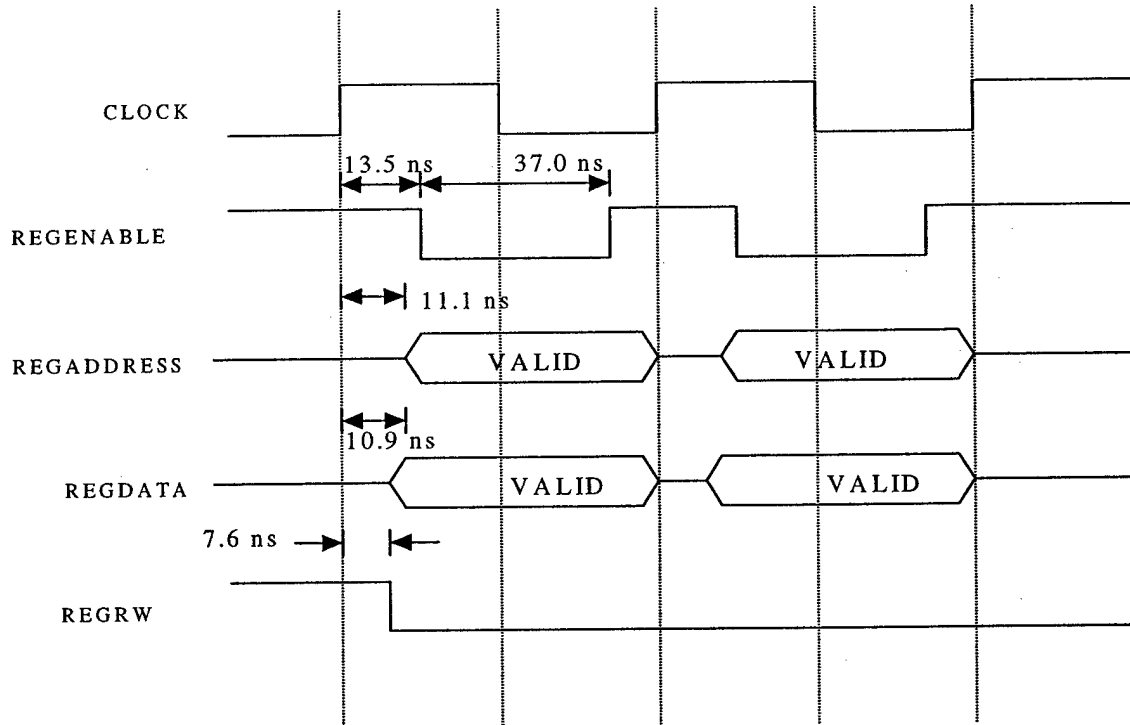 CLOCK
13.5 ns
37.0 ns
REGENABLE
11.1 ns
REGADDRESS
VALID
VALID
10.9 ns
REGDATA
VALID
VALID
7.6 ns
REGRW